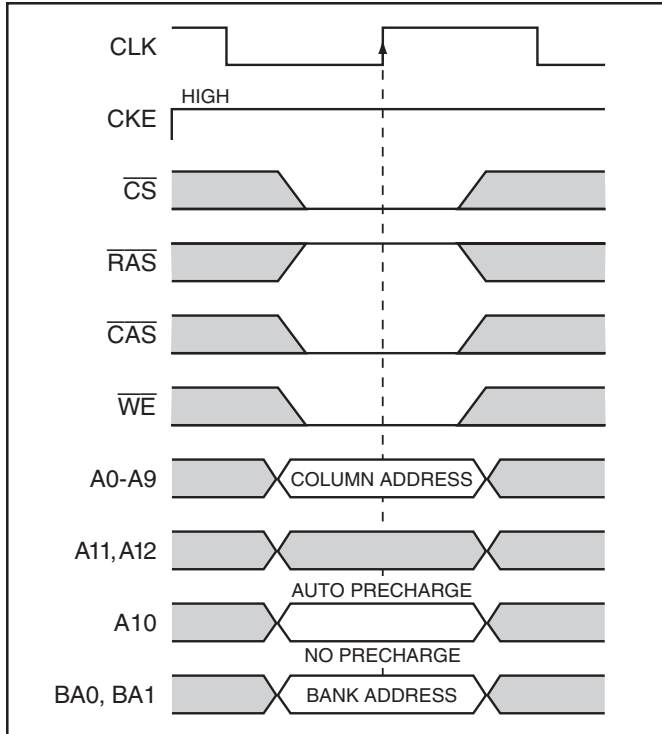 CLK
HIGH
CKE
CS
RAS
CAS
WE
A0-A9 COLUMN ADDRESS
A11, A12
AUTO PRECHARGE
A10
NO PRECHARGE
BA0, BA1 BANK ADDRESS